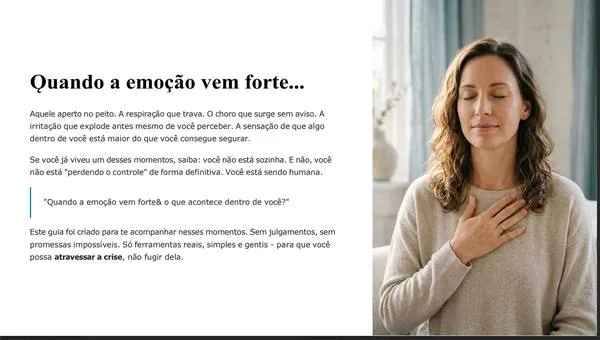 Quando a emoção vem forte...
Aquele aperto no peito. A respiração que trava. O choro que surge sem aviso. A
irritação que explode antes mesmo de você perceber. A sensação de que algo
dentro de você está maior do que você consegue segurar.
Se você já viveu um desses momentos, saiba: você não está sozinha. E não, você
não está "perdendo o controle" de forma definitiva. Você está sendo humana.
"Quando a emoção vem forte& o que acontece dentro de você?"
Este guia foi criado para te acompanhar nesses momentos. Sem julgamentos, sem
promessas impossíveis. Só ferramentas reais, simples e gentis - para que você
possa atravessar a crise, não fugir dela.